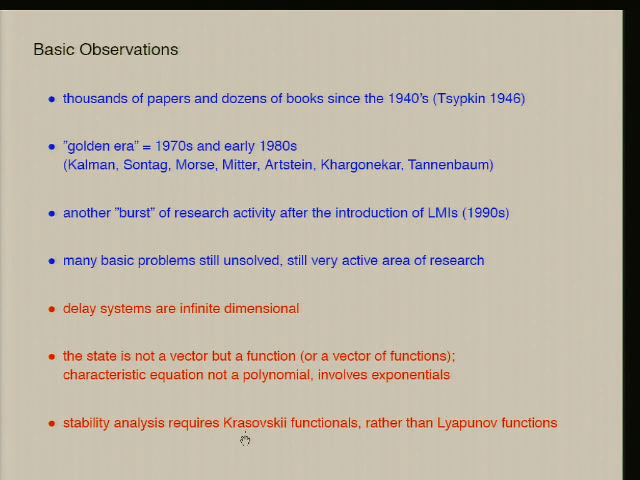 Basic Observations
• thousands of papers and dozens of books since the 1940's (Tsypkin 1946)
• "golden era" = 1970s and early 1980s
(Kalman, Sontag, Morse, Mitter, Artstein, Khargonekar, Tannenbaum)
• another "burst" of research activity after the introduction of LMIs (1990s)
• many basic problems still unsolved, still very active area of research
• delay systems are infinite dimensional
• the state is not a vector but a function (or a vector of functions);
characteristic equation not a polynomial, involves exponentials
• stability analysis requires Krasovskii functionals, rather than Lyapunov functions